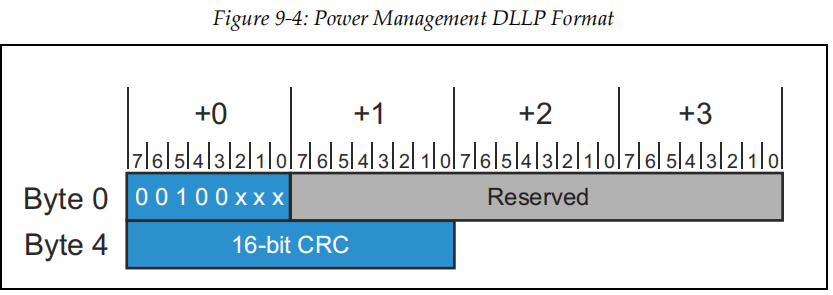 Figure 9-4: Power Management DLLP Format
+0 +1 +2 +3
7 6 5 4 3 2 1 0 7 6 5 4 3 2 1 0 7 6 5 4 3 2 1 0 7 6 5 4 3 2 1 0
Byte 0 0 0 1 0 0 x x x Reserved
Byte 4 16-bit CRC